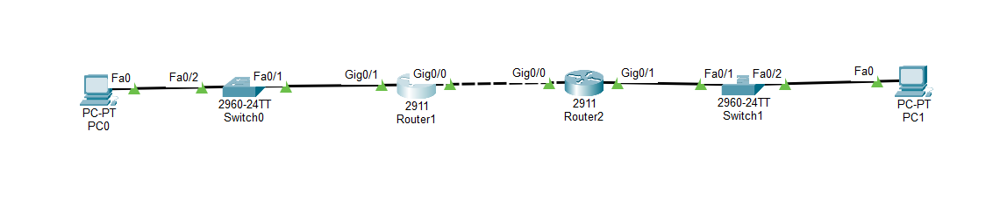 Fa0
Fa0/2
Fa0/1
Gig0/1
Gig0/0
Gig0/0
Gig0/1
Fa0/1
Fa0/2
Fa0
PC-PT
PC0
2960-24TT
Switch0
2911
Router1
2911
Router2
2960-24TT
Switch1
PC-PT
PC1